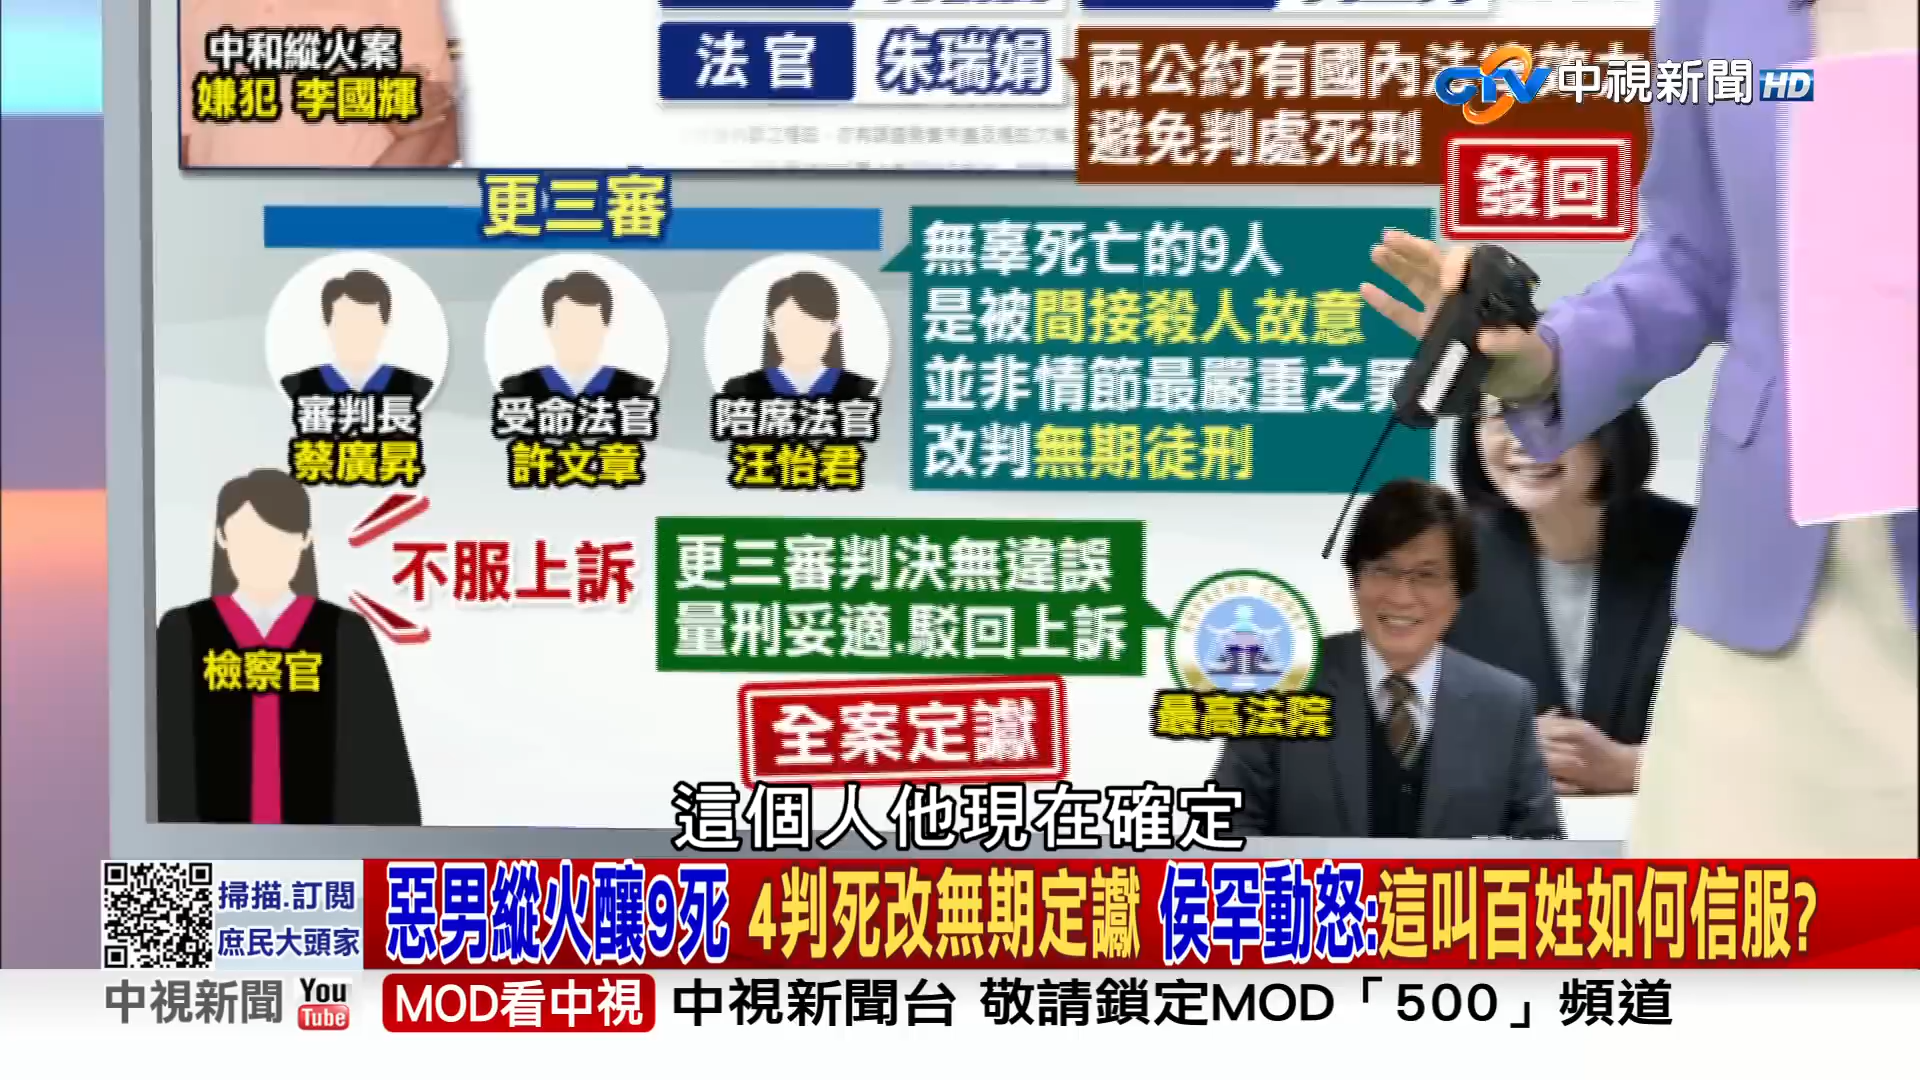 中和縱火案
嫌犯 李國輝
法官 朱瑞娟
兩公約有國內法
避免判處死刑
發回
CTV中視新聞HD
更三審
審判長
蔡廣昇
受命法官
許文章
陪席法官
汪怡君
無辜死亡的9人
是被間接殺人故意
並非情節最嚴重之罪
改判無期徒刑
檢察官
不服上訴
更三審判決無違誤
量刑妥適.駁回上訴
最高法院
全案定讞
這個人他現在確定
掃描.訂閱
庶民大頭家
惡男縱火釀9死 4判死改無期定讞 侯罕動怒:這叫百姓如何信服?
中視新聞 YouTube
MOD看中視 中視新聞台 敬請鎖定MOD「500」頻道